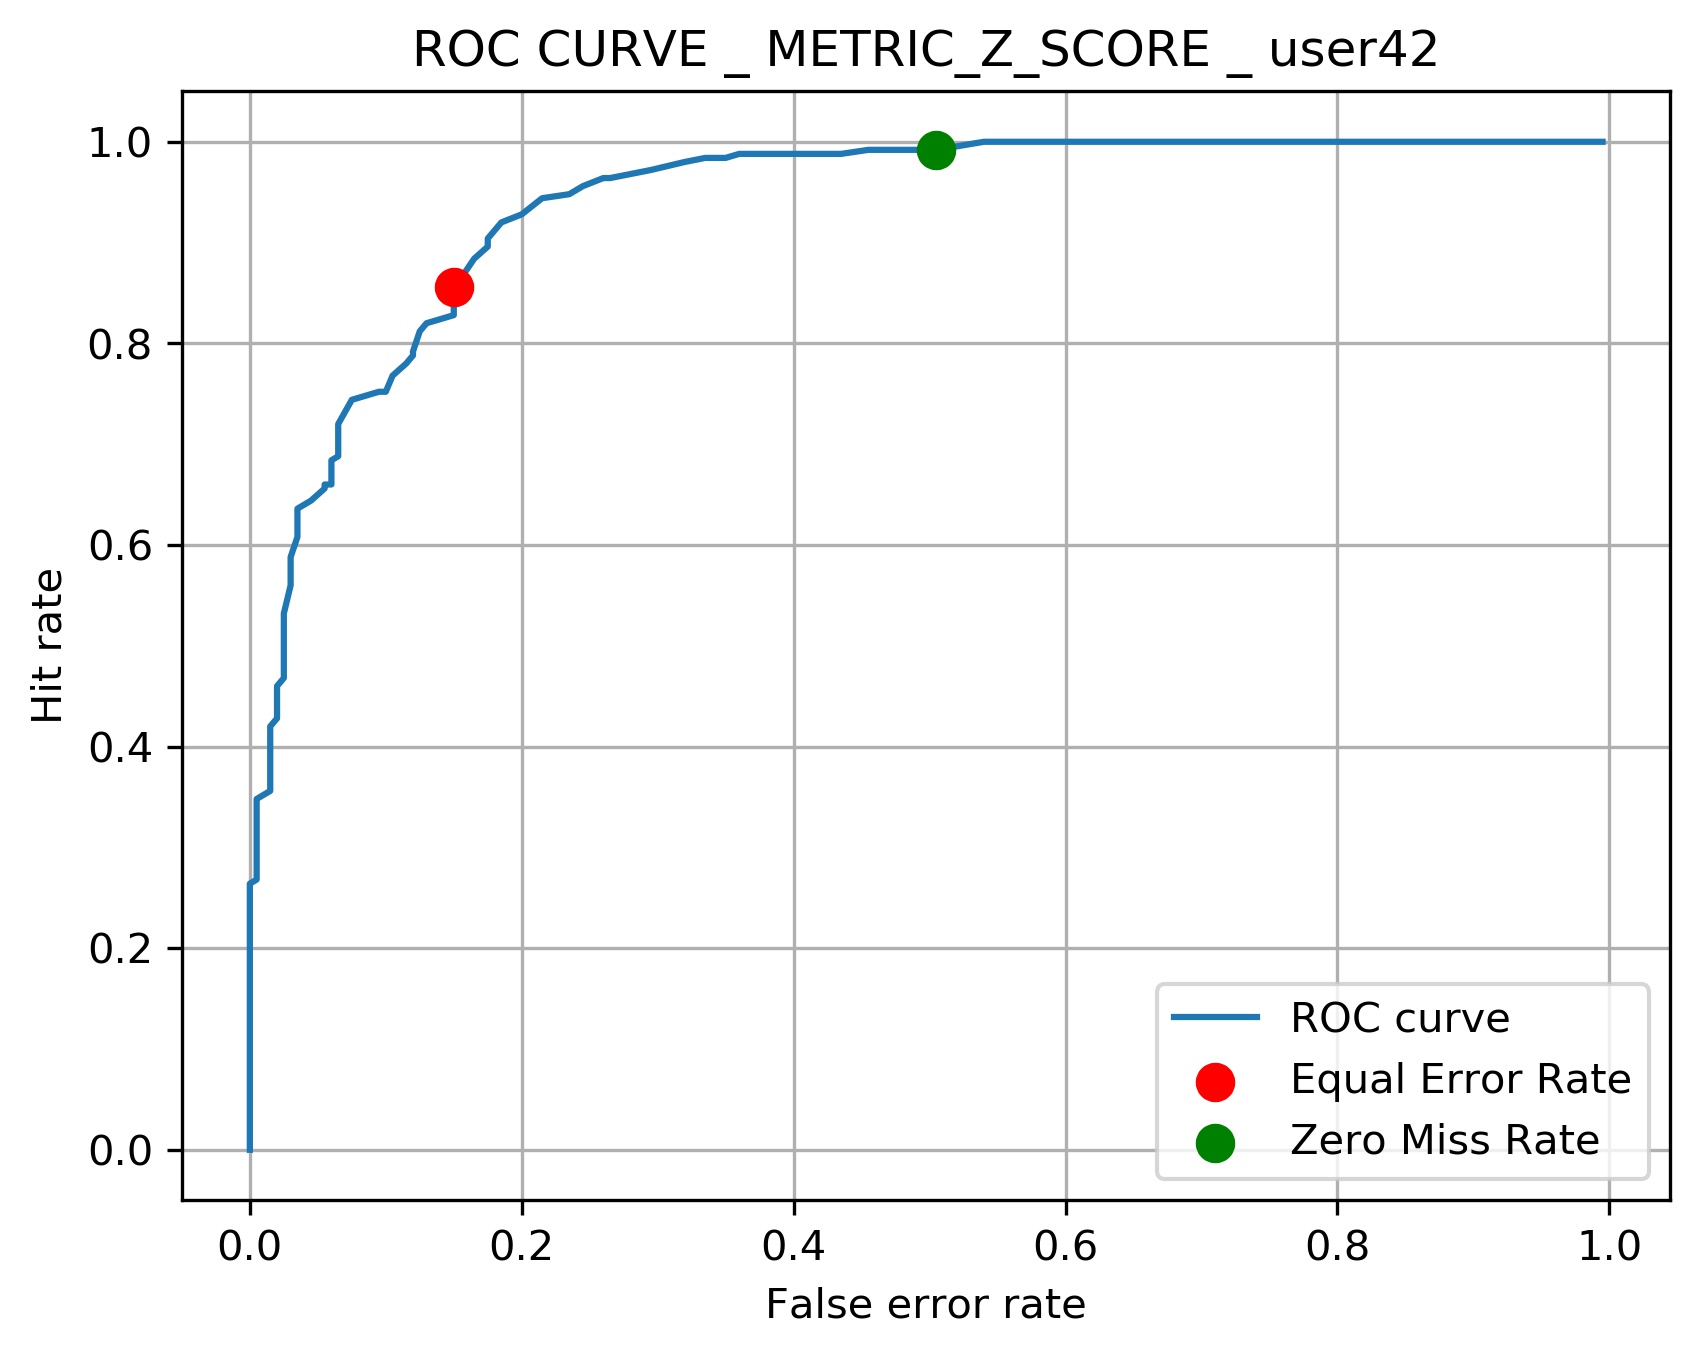 ROC CURVE _ METRIC_Z_SCORE _ user42
1.0
0.8
0.6
0.4
0.2
0.0
Hit rate
ROC curve
Equal Error Rate
Zero Miss Rate
0.0 0.2 0.4 0.6 0.8 1.0
False error rate